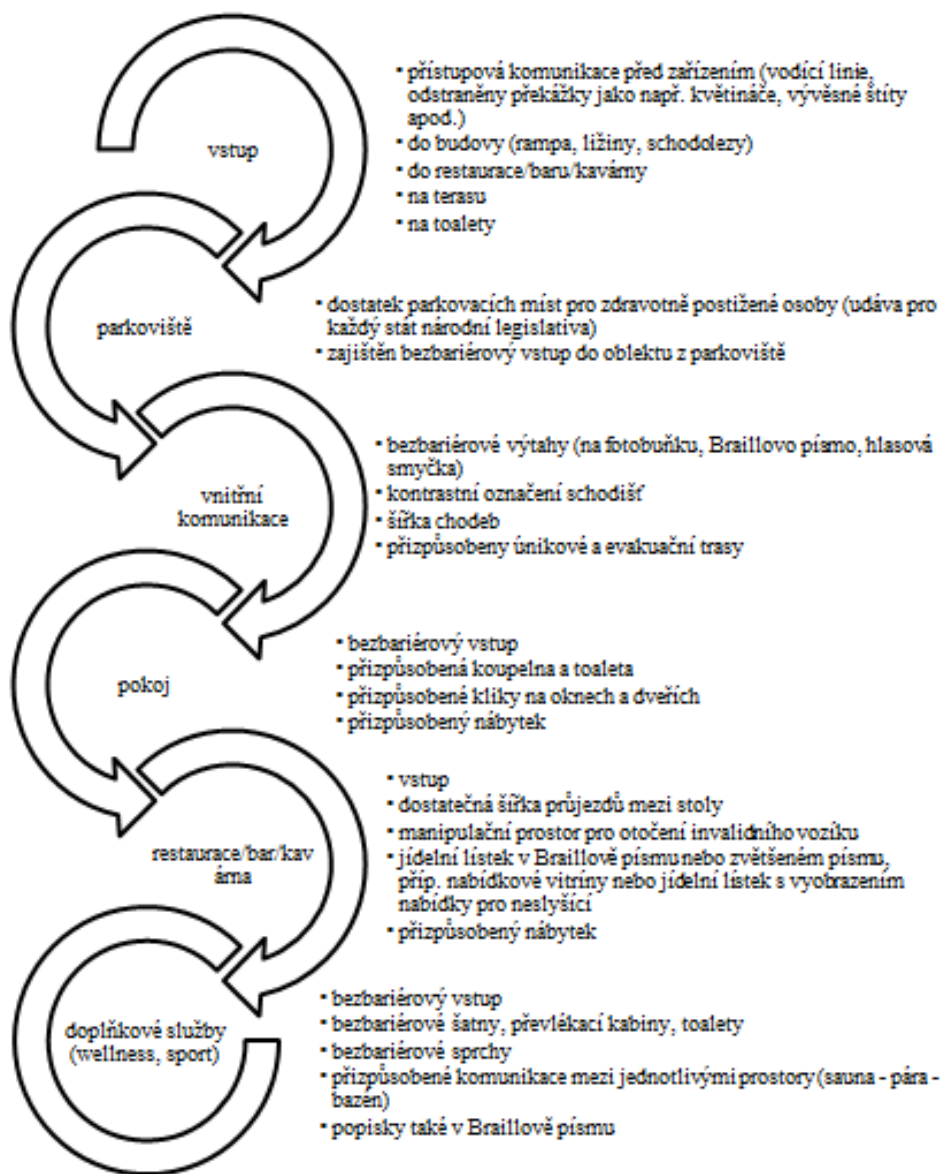 vstup
▪ přístupová komunikace před zařízením (vodící linie,
odstraněny překážky jako např. květináče, vývěsné štíty
apod.)
▪ do budovy (rampa, ližiny, schodolezy)
▪ do restaurace/baru/kavárny
▪ na terasu
▪ na toalety
parkoviště
▪ dostatek parkovacích míst pro zdravotně postižené osoby (udáva pro
každý stát národní legislativa)
▪ zajištěn bezbariérový vstup do oblektu z parkoviště
vnitřní
komunikace
▪ bezbariérové výtahy (na fotobuňku, Braillovo písmo, hlasová
smyčka)
▪ kontrastní označení schodišť
▪ šířka chodeb
▪ přizpůsobeny únikové a evakuační trasy
pokoj
▪ bezbariérový vstup
▪ přizpůsobená koupelna a toaleta
▪ přizpůsobené kliky na oknech a dveřích
▪ přizpůsobený nábytek
restaurace/bar/kav
árna
▪ vstup
▪ dostatečná šířka průjezdů mezi stoly
▪ manipulační prostor pro otočení invalidního vozíku
▪ jídelní lístek v Braillově písmu nebo zvětšeném písmu,
příp. nabídkové vitríny nebo jídelní lístek s vyobrazením
nabídky pro neslyšící
▪ přizpůsobený nábytek
doplňkové služby
(wellness, sport)
▪ bezbariérový vstup
▪ bezbariérové šatny, převlékací kabiny, toalety
▪ bezbariérové sprchy
▪ přizpůsobené komunikace mezi jednotlivými prostory (sauna - pára -
bazén)
▪ popisky také v Braillově písmu